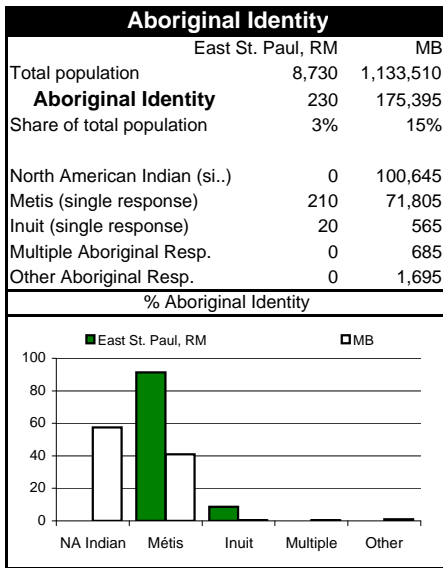 Aboriginal Identity
East St. Paul, RM MB
Total population 8,730 1,133,510
Aboriginal Identity 230 175,395
Share of total population 3% 15%
North American Indian (si..) 0 100,645
Metis (single response) 210 71,805
Inuit (single response) 20 565
Multiple Aboriginal Resp. 0 685
Other Aboriginal Resp. 0 1,695
% Aboriginal Identity
East St. Paul, RM MB
100
80
60
40
20
0
NA Indian Métis Inuit Multiple Other